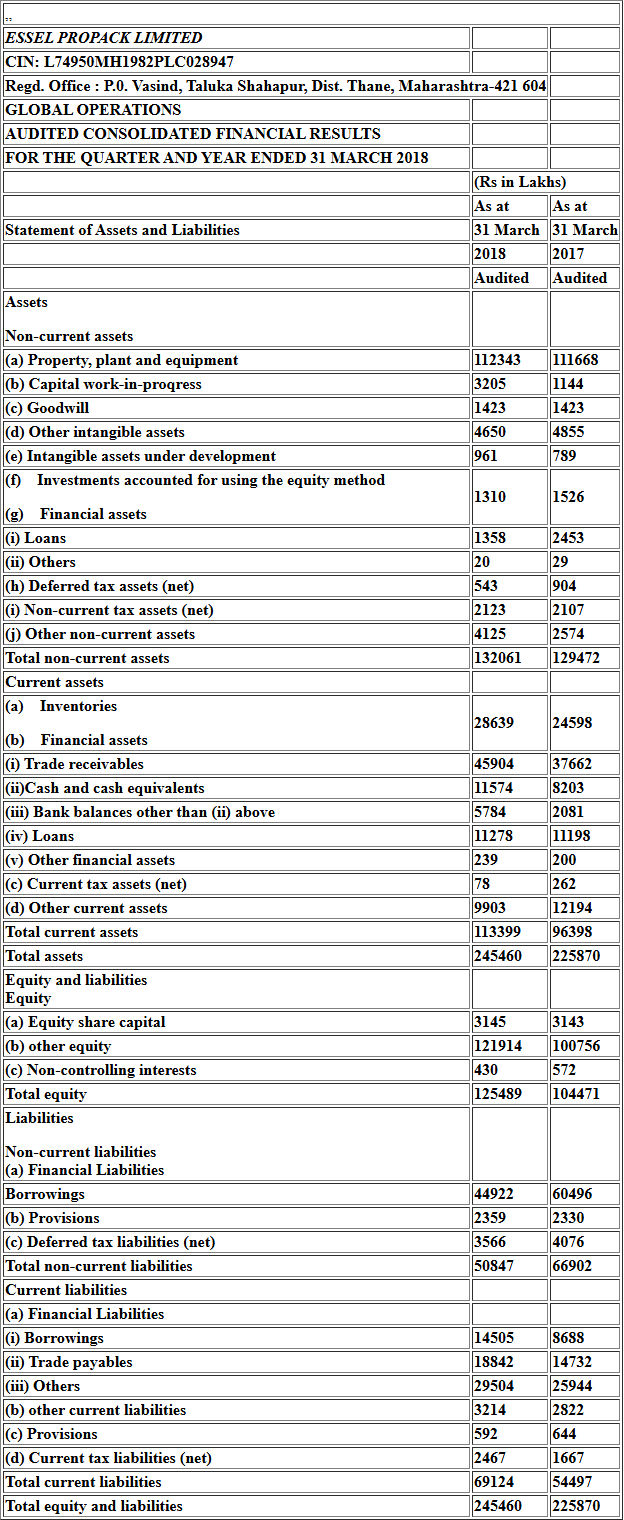 ,,
ESSEL PROPACK LIMITED
CIN: L74950MH1982PLC028947
Regd. Office : P.0. Vasind, Taluka Shahapur, Dist. Thane, Maharashtra-421 604
GLOBAL OPERATIONS
AUDITED CONSOLIDATED FINANCIAL RESULTS
FOR THE QUARTER AND YEAR ENDED 31 MARCH 2018
(Rs in Lakhs)
As at As at
Statement of Assets and Liabilities 31 March 31 March
2018 2017
Audited Audited
Assets
Non-current assets
(a) Property, plant and equipment 112343 111668
(b) Capital work-in-proqress 3205 1144
(c) Goodwill 1423 1423
(d) Other intangible assets 4650 4855
(e) Intangible assets under development 961 789
(f) Investments accounted for using the equity method
1310 1526
(g) Financial assets
(i) Loans 1358 2453
(ii) Others 20 29
(h) Deferred tax assets (net) 543 904
(i) Non-current tax assets (net) 2123 2107
(j) Other non-current assets 4125 2574
Total non-current assets 132061 129472
Current assets
(a) Inventories
28639 24598
(b) Financial assets
(i) Trade receivables 45904 37662
(ii)Cash and cash equivalents 11574 8203
(iii) Bank balances other than (ii) above 5784 2081
(iv) Loans 11278 11198
(v) Other financial assets 239 200
(c) Current tax assets (net) 78 262
(d) Other current assets 9903 12194
Total current assets 113399 96398
Total assets 245460 225870
Equity and liabilities
Equity
(a) Equity share capital 3145 3143
(b) other equity 121914 100756
(c) Non-controlling interests 430 572
Total equity 125489 104471
Liabilities
Non-current liabilities
(a) Financial Liabilities
Borrowings 44922 60496
(b) Provisions 2359 2330
(c) Deferred tax liabilities (net) 3566 4076
Total non-current liabilities 50847 66902
Current liabilities
(a) Financial Liabilities
(i) Borrowings 14505 8688
(ii) Trade payables 18842 14732
(iii) Others 29504 25944
(b) other current liabilities 3214 2822
(c) Provisions 592 644
(d) Current tax liabilities (net) 2467 1667
Total current liabilities 69124 54497
Total equity and liabilities 245460 225870